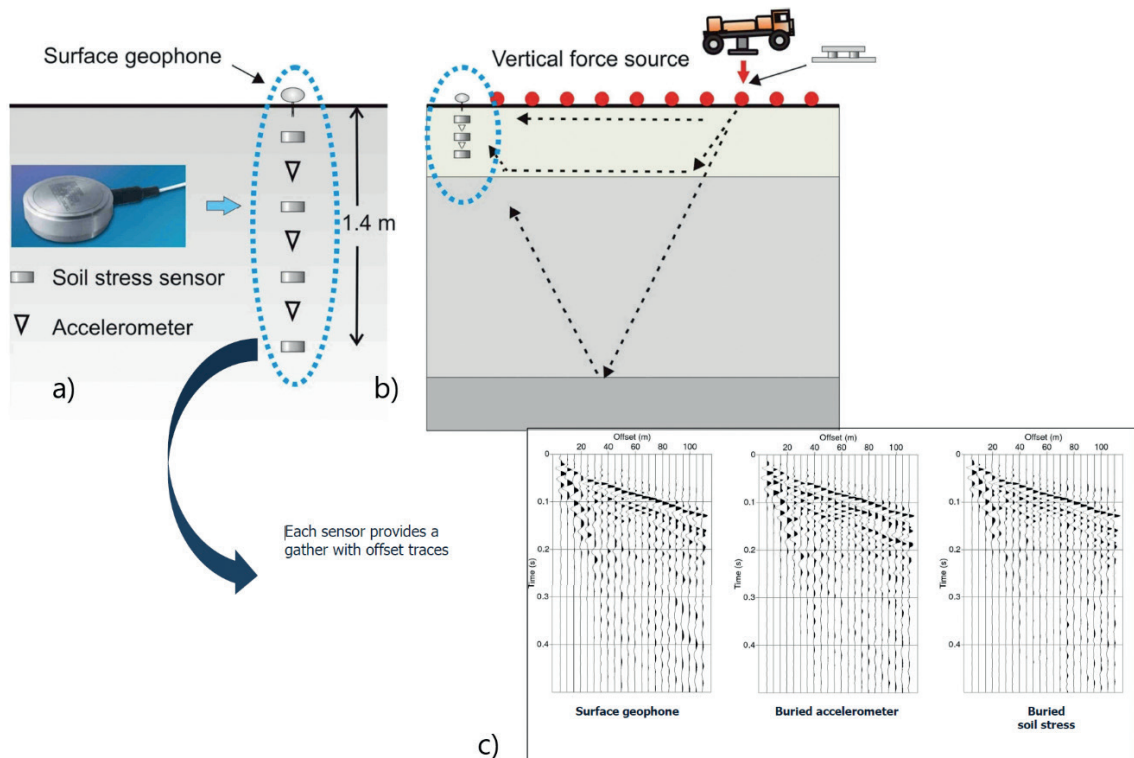 Surface geophone
1.4 m
Soil stress sensor
Accelerometer
a)
Vertical force source
b)
Each sensor provides a
gather with offset traces
Offset (m)
20 40 60 80 100
0
0.1
0.2
0.3
0.4
Time (s)
Surface geophone
Offset (m)
20 40 60 80 100
0
0.1
0.2
0.3
0.4
Time (s)
Buried accelerometer
Offset (m)
20 40 60 80 100
0
0.1
0.2
0.3
0.4
Time (s)
Buried
soil stress
c)